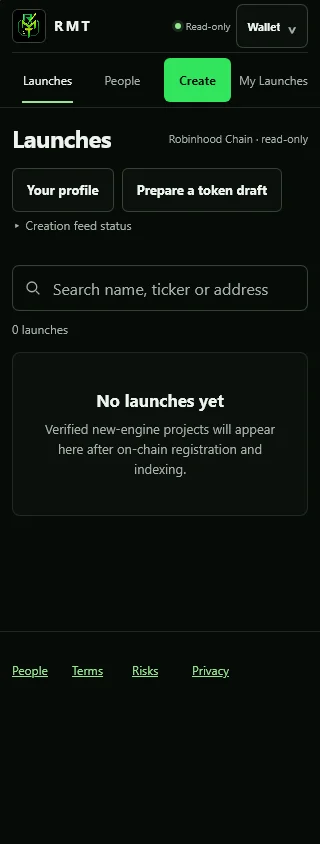 RMT
Read-only
Wallet
Launches People Create My Launches
Launches
Robinhood Chain · read-only
Your profile
Prepare a token draft
Creation feed status
Search name, ticker or address
0 launches
No launches yet
Verified new-engine projects will appear
here after on-chain registration and
indexing.
People Terms Risks Privacy